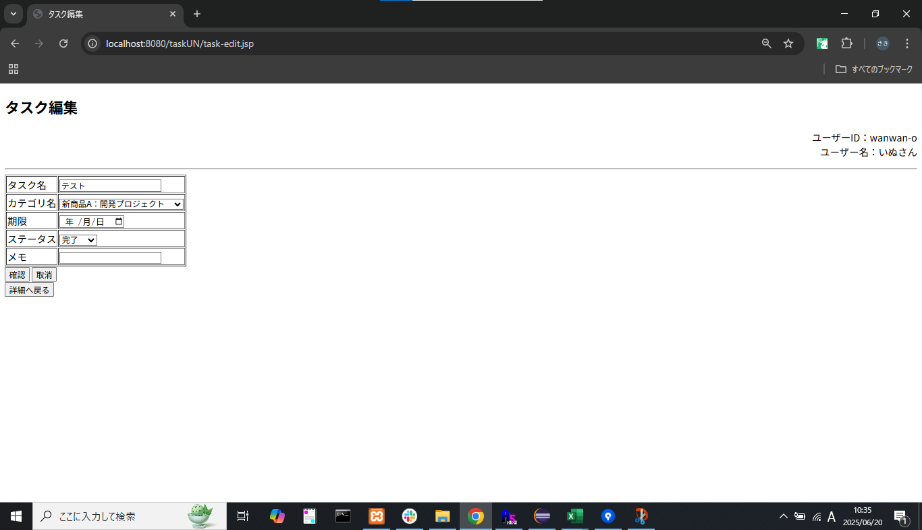 タスク編集
localhost:8080/taskUN/task-edit.jsp
すべてのブックマーク
タスク編集
ユーザーID：wanwan-o
ユーザー名：いぬさん
タスク名 テスト
カテゴリ名 新商品A：開発プロジェクト
期限 年 /月/日
ステータス 完了
メモ
確認 取消
詳細へ戻る
ここに入力して検索
A
10:35
2025/06/20